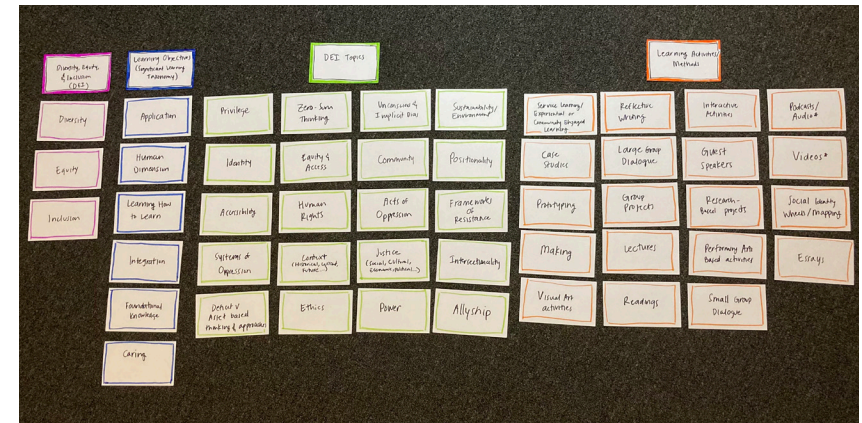 Diversity, Equity,
& Inclusion
(DEI)
Diversity
Equity
Inclusion
Learning Objectives
(Significant Learning
Taxonomy)
Application
Human
Dimension
Learning How
to Learn
Integration
Foundational
Knowledge
Caring
DEI Topics
Privilege
Identity
Accessibility
Systems of
Oppression
Deficit v
Asset based
thinking & approaches
Zero-Sum
Thinking
Equity &
Access
Human
Rights
Context
(Historical,
Future...)
Ethics
Unconscious &
Implicit Bias
Community
Acts of
Oppression
Justice
(Social, Cultural,
Economic,
Power
Sustainability/
Environment
Positionality
Frameworks
of
Resistance
Intersectionality
Allyship
Learning Activities/
Methods
Service Learning/
Experiential or
Community Engaged
Learning
Case
Studies
Prototyping
Making
Visual Art
activities
Reflective
Writing
Large Group
Dialogue
Group
Projects
Lectures
Readings
Interactive
Activities
Guest
Speakers
Research-
Based projects
Performing Arts
Based activities
Small Group
Dialogue
Podcasts/
Audio*
Videos*
Social Identity
Wheels/mapping
Essays